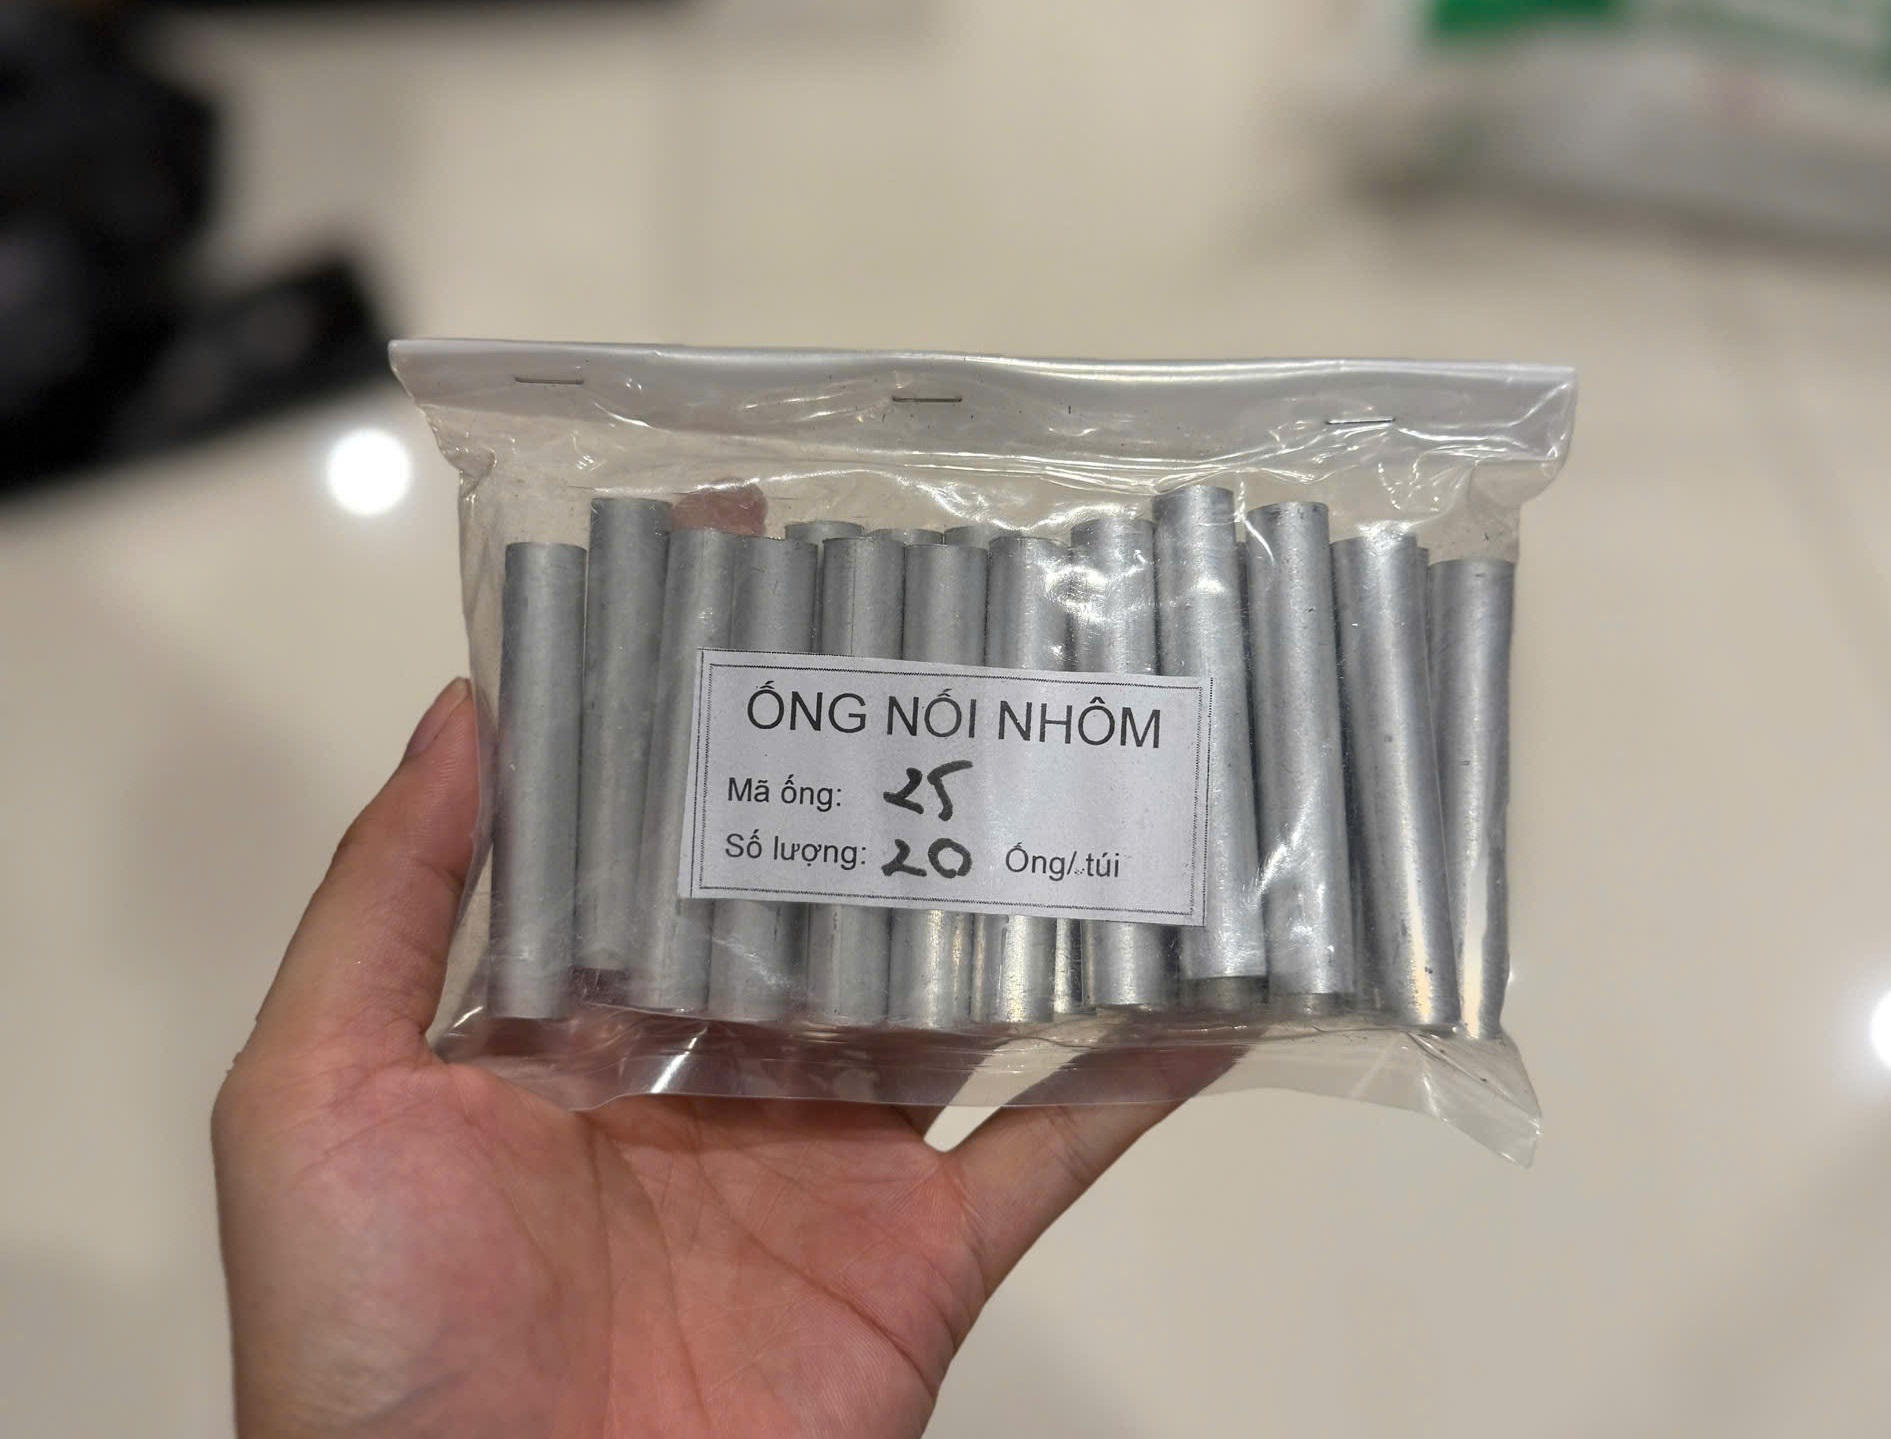 ỐNG NỐI NHÔM
Mã ống: 25
Số lượng: 20 Ống/ túi